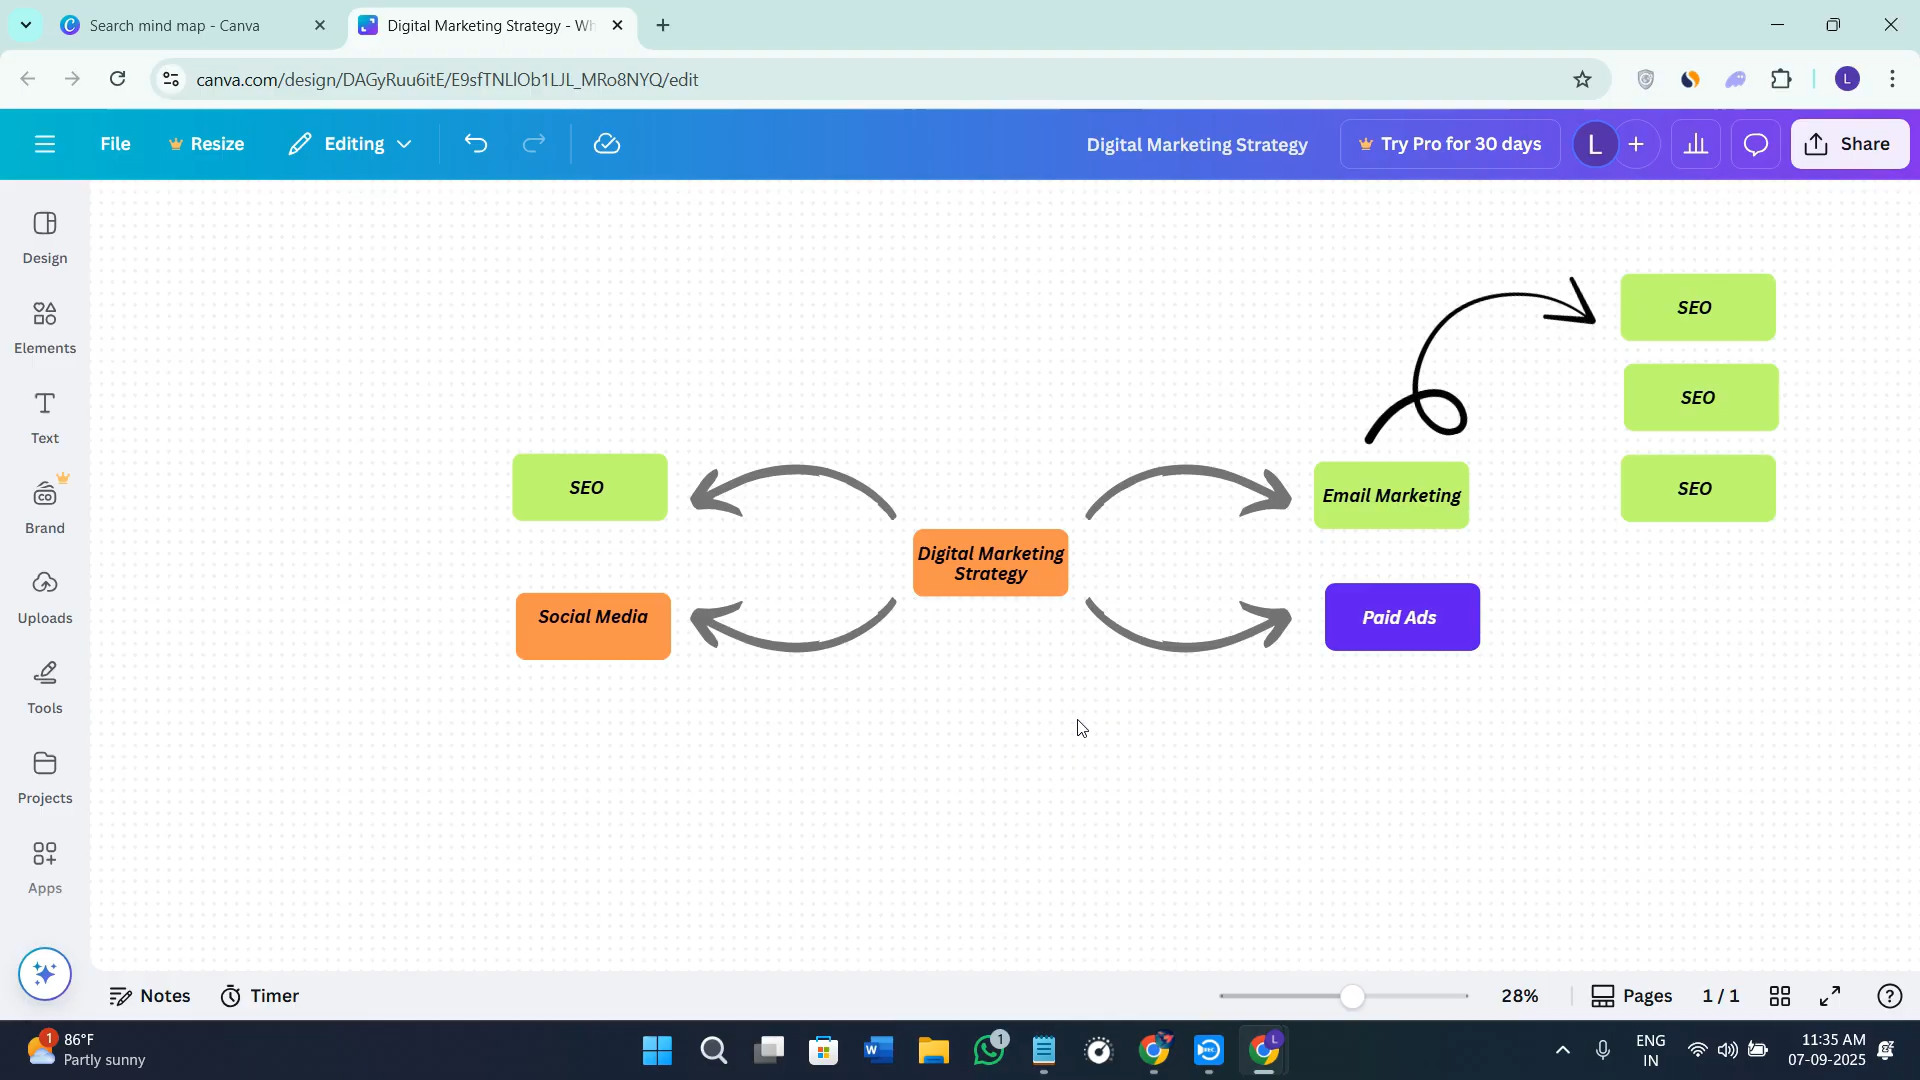 Search mind map - Canva
Digital Marketing Strategy - Wh
canva.com/design/DAGyRuu6itE/E9sfTNLlOb1LJL_MRo8NYQ/edit
L
File
Resize
Editing
Digital Marketing Strategy
Try Pro for 30 days
L
Share
Design
Elements
Text
Brand
Uploads
Tools
Projects
Apps
SEO
SEO
SEO
SEO
Email Marketing
Digital Marketing
Strategy
Social Media
Paid Ads
Notes
Timer
28%
Pages
1 / 1
1
86°F
Partly sunny
1
L
ENG
IN
11:35 AM
07-09-2025